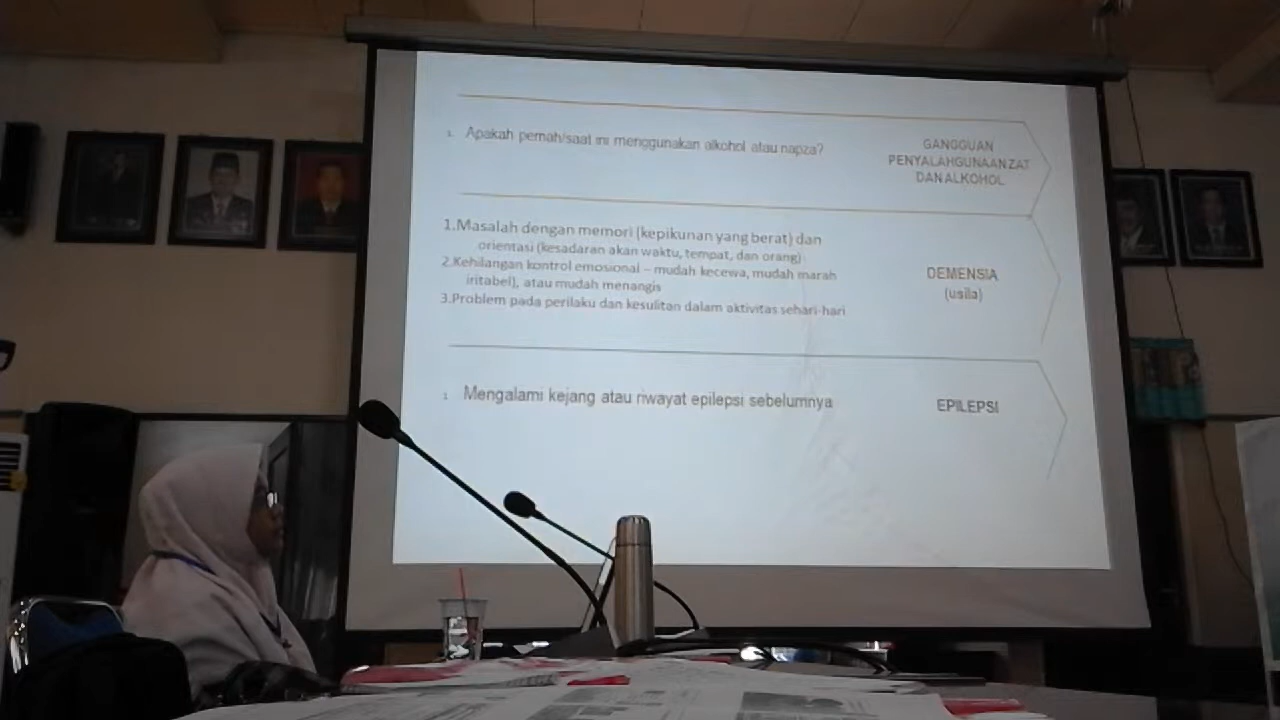 1. Apakah pernah/saat ini menggunakan alkohol atau napza?
GANGGUAN
PENYALAHGUNAAN ZAT
DAN ALKOHOL
1.Masalah dengan memori (kepikunan yang berat) dan
orientasi (kesadaran akan waktu, tempat, dan orang)
2.Kehilangan kontrol emosional – mudah kecewa, mudah marah
iritabel), atau mudah menangis
3.Problem pada perilaku dan kesulitan dalam aktivitas sehari-hari
DEMENSIA
(usila)
1. Mengalami kejang atau riwayat epilepsi sebelumnya
EPILEPSI